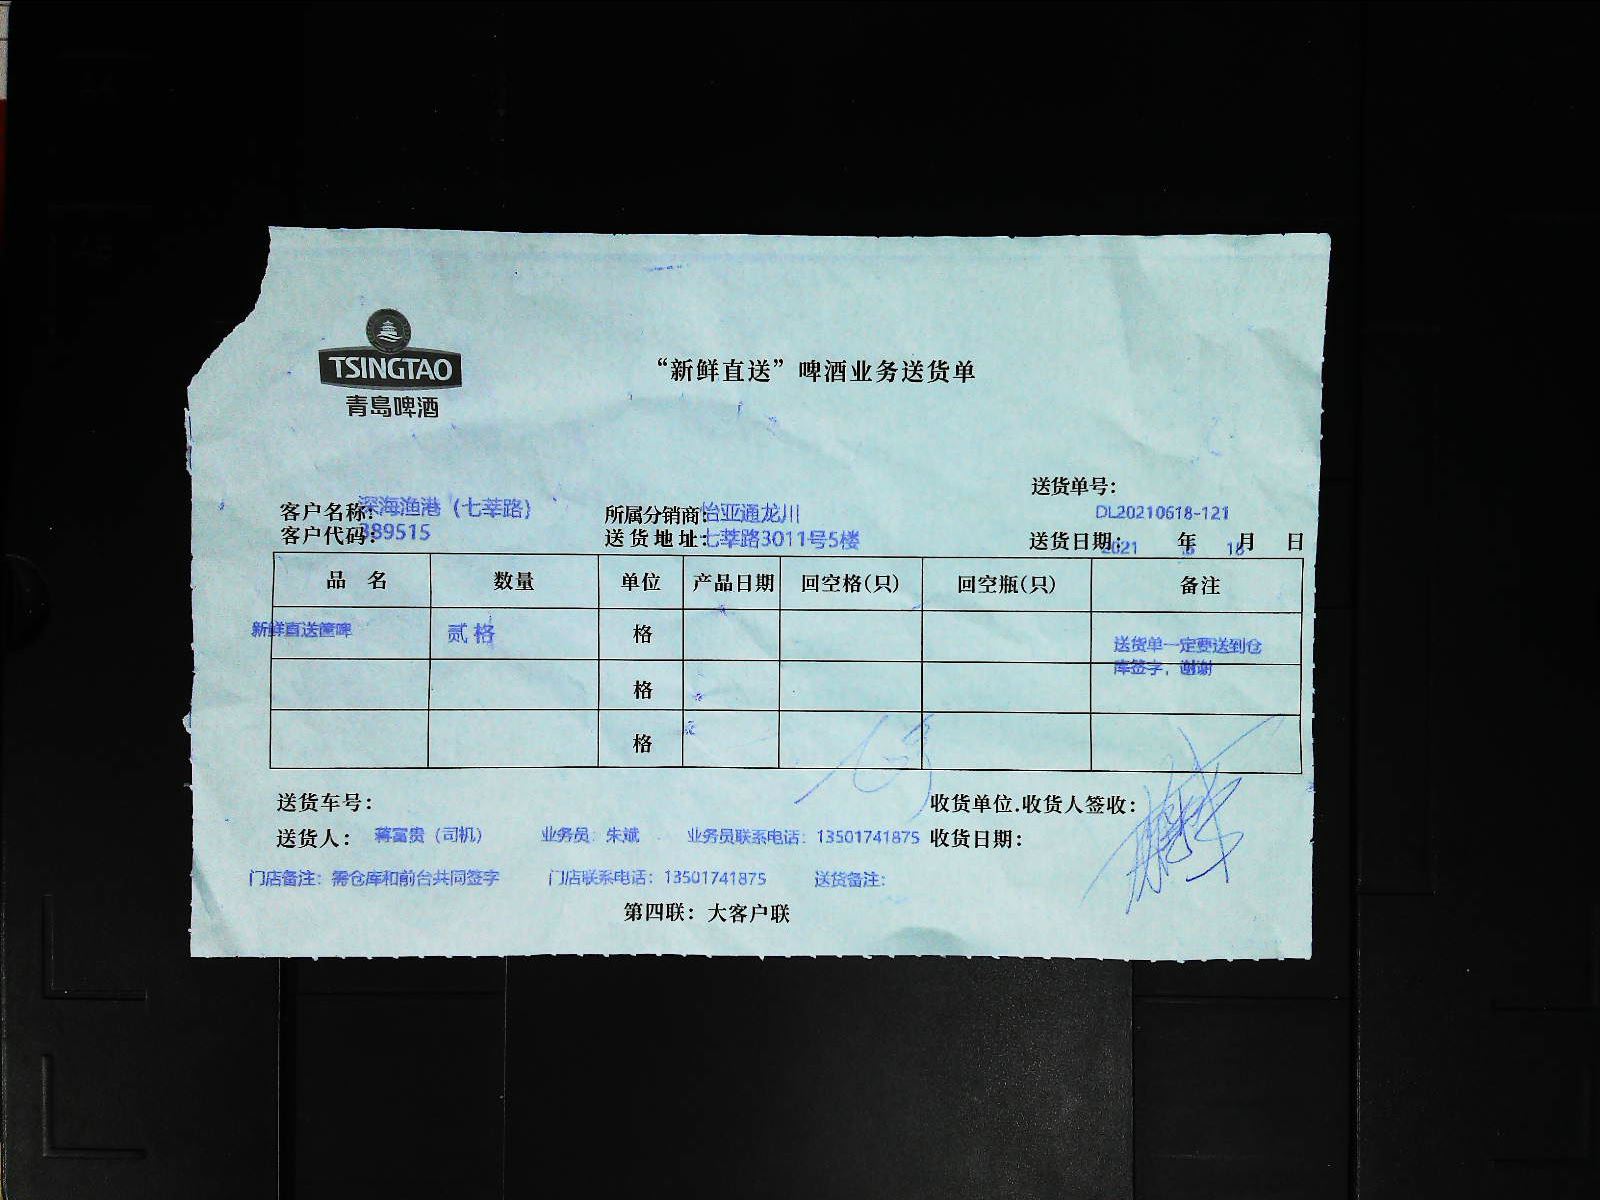 TSINGTAO
青島啤酒
“新鲜直送”啤酒业务送货单
送货单号：
DL20210618-121
客户名称：深海渔港（七莘路） 所属分销商：怡亚通龙川
客户代码：389515 送货地址：七莘路3011号5楼 送货日期：2021 年 6 月 18 日
品 名 数量 单位 产品日期 回空格(只) 回空瓶(只) 备注
新鲜直送筐啤 贰格 格 送货单一定要送到仓
库签字，谢谢
格
格
送货车号： 收货单位.收货人签收：
送货人： 蒋富贵（司机） 业务员：朱斌 业务员联系电话：13501741875 收货日期：
门店备注：需仓库和前台共同签字 门店联系电话：13501741875 送货备注：
第四联：大客户联